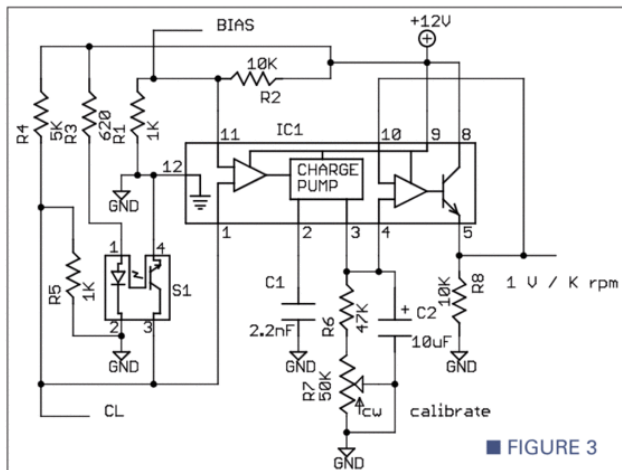 BIAS
+12V
10K
R2
R4
5K
R3
620
R1
1K
IC1
11
10
9
8
12
CHARGE
PUMP
GND
1
2
3
4
5
1
4
R5
1K
S1
2
3
GND
C1
2.2nF
GND
R6
47K
+
C2
10uF
10K
R8
1 V / K rpm
GND
R7
50K
cw
calibrate
CL
GND
■ FIGURE 3